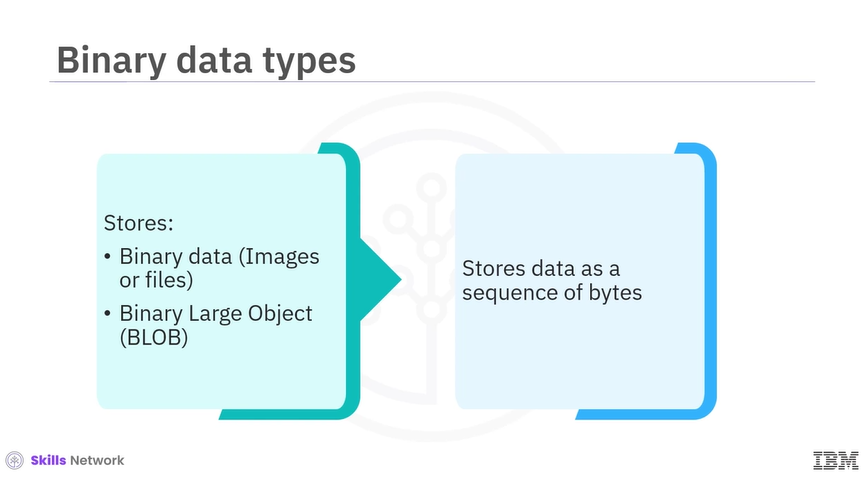 Binary data types
Stores:
• Binary data (Images
or files)
• Binary Large Object
(BLOB)
Stores data as a
sequence of bytes
Skills Network
IBM